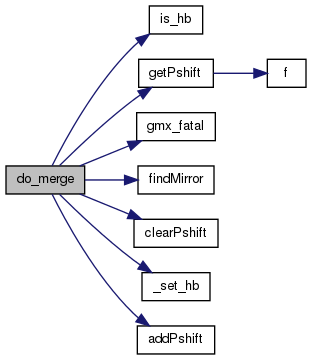 is_hb
getPshift
f
gmx_fatal
do_merge
findMirror
clearPshift
_set_hb
addPshift